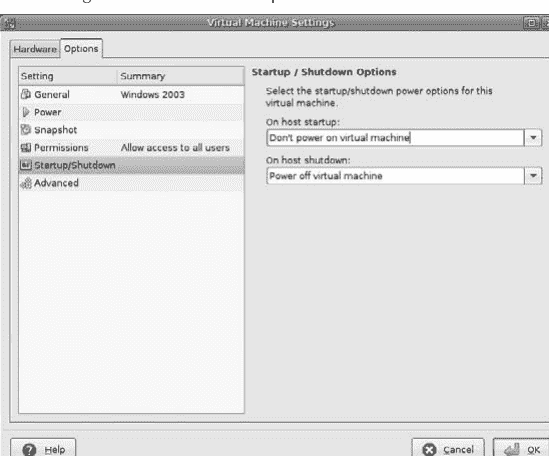 Virtual Machine Settings
Hardware Options
Setting Summary
General Windows 2003
Power
Snapshot
Permissions Allow access to all users
Startup/Shutdown
Advanced
Startup / Shutdown Options
Select the startup/shutdown power options for this
virtual machine.
On host startup:
Don't power on virtual machine
On host shutdown:
Power off virtual machine
Help Cancel OK